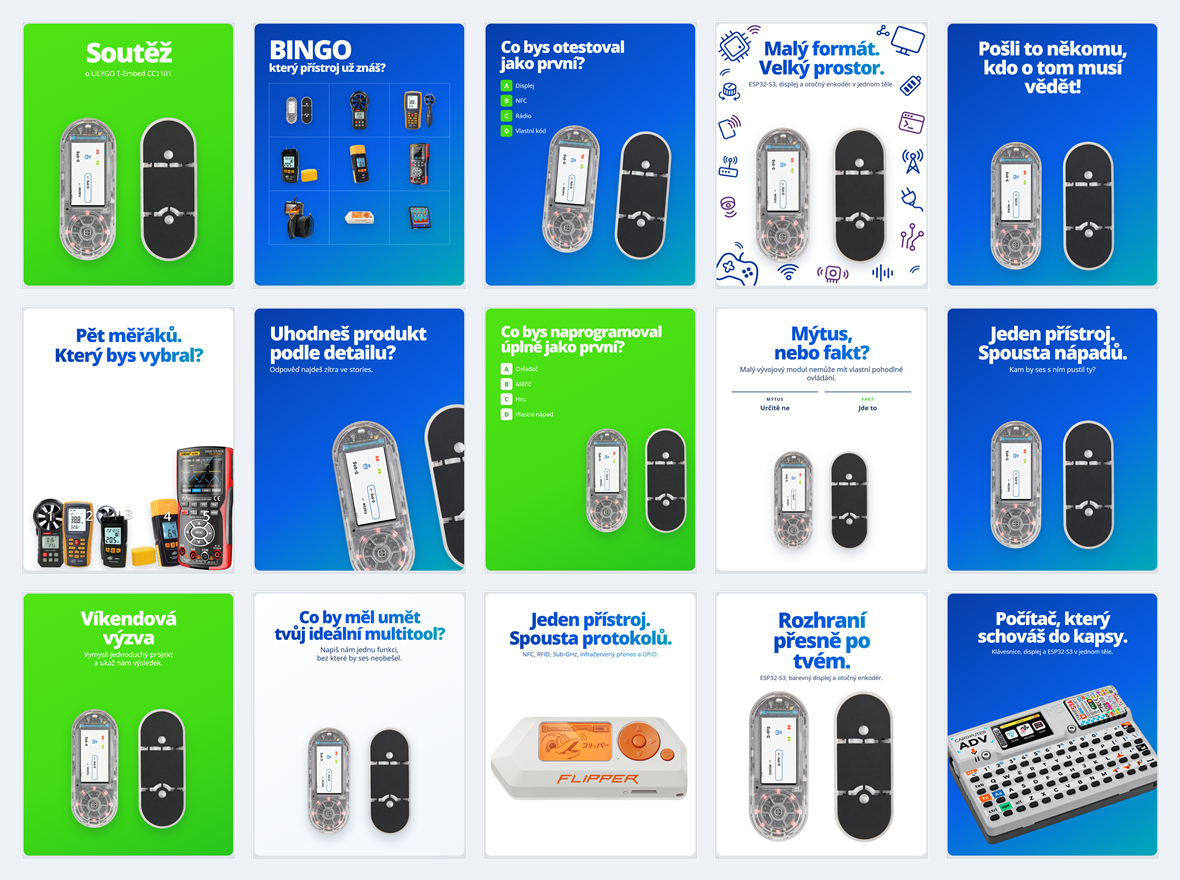 Soutěž
o LILYGO T-Embed CC1101
BINGO
který přístroj už znáš?
Co bys otestoval
jako první?
A Displej
B NFC
C Rádio
D Vlastní kód
Malý formát.
Velký prostor.
ESP32-S3, displej a otočný enkodér v jednom těle.
Pošli to někomu,
kdo o tom musí
vědět!
Pět měřáků.
Který bys vybral?
1
2
3
4
5
Uhodneš produkt
podle detailu?
Odpověď najdeš zítra ve stories.
Co bys naprogramoval
úplně jako první?
A Ovladač
B Měřič
C Hru
D Vlastní nápad
Mýtus,
nebo fakt?
Malý vývojový modul nemůže mít vlastní pohodlné
ovládání.
MÝTUS
Určitě ne
FAKT
Jde to
Jeden přístroj.
Spousta nápadů.
Kam by ses s ním pustil ty?
Víkendová
výzva
Vymysli jednoduchý projekt
a ukaž nám výsledek.
Co by měl umět
tvůj ideální multitool?
Napiš nám jednu funkci,
bez které by ses neobešel.
Jeden přístroj.
Spousta protokolů.
NFC, RFID, Sub-GHz, infračervený přenos a GPIO.
フリッパー
FLIPPER
Rozhraní
přesně po
tvém.
ESP32-S3, barevný displej a otočný enkodér.
Počítač, který
schováš do kapsy.
Klávesnice, displej a ESP32-S3 v jednom těle.
CARDPUTER
ADV